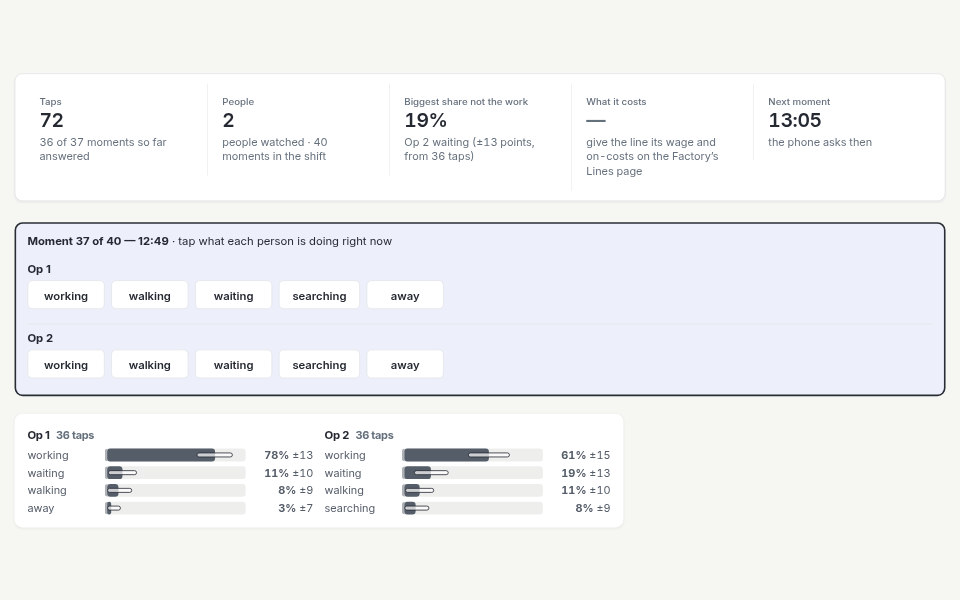 Taps
72
36 of 37 moments so far
answered
People
2
people watched · 40
moments in the shift
Biggest share not the work
19%
Op 2 waiting (±13 points,
from 36 taps)
What it costs
—
give the line its wage and
on-costs on the Factory's
Lines page
Next moment
13:05
the phone asks then
Moment 37 of 40 — 12:49 · tap what each person is doing right now
Op 1
working walking waiting searching away
Op 2
working walking waiting searching away
Op 1 36 taps
working 78% ±13
waiting 11% ±10
walking 8% ±9
away 3% ±7
Op 2 36 taps
working 61% ±15
waiting 19% ±13
walking 11% ±10
searching 8% ±9